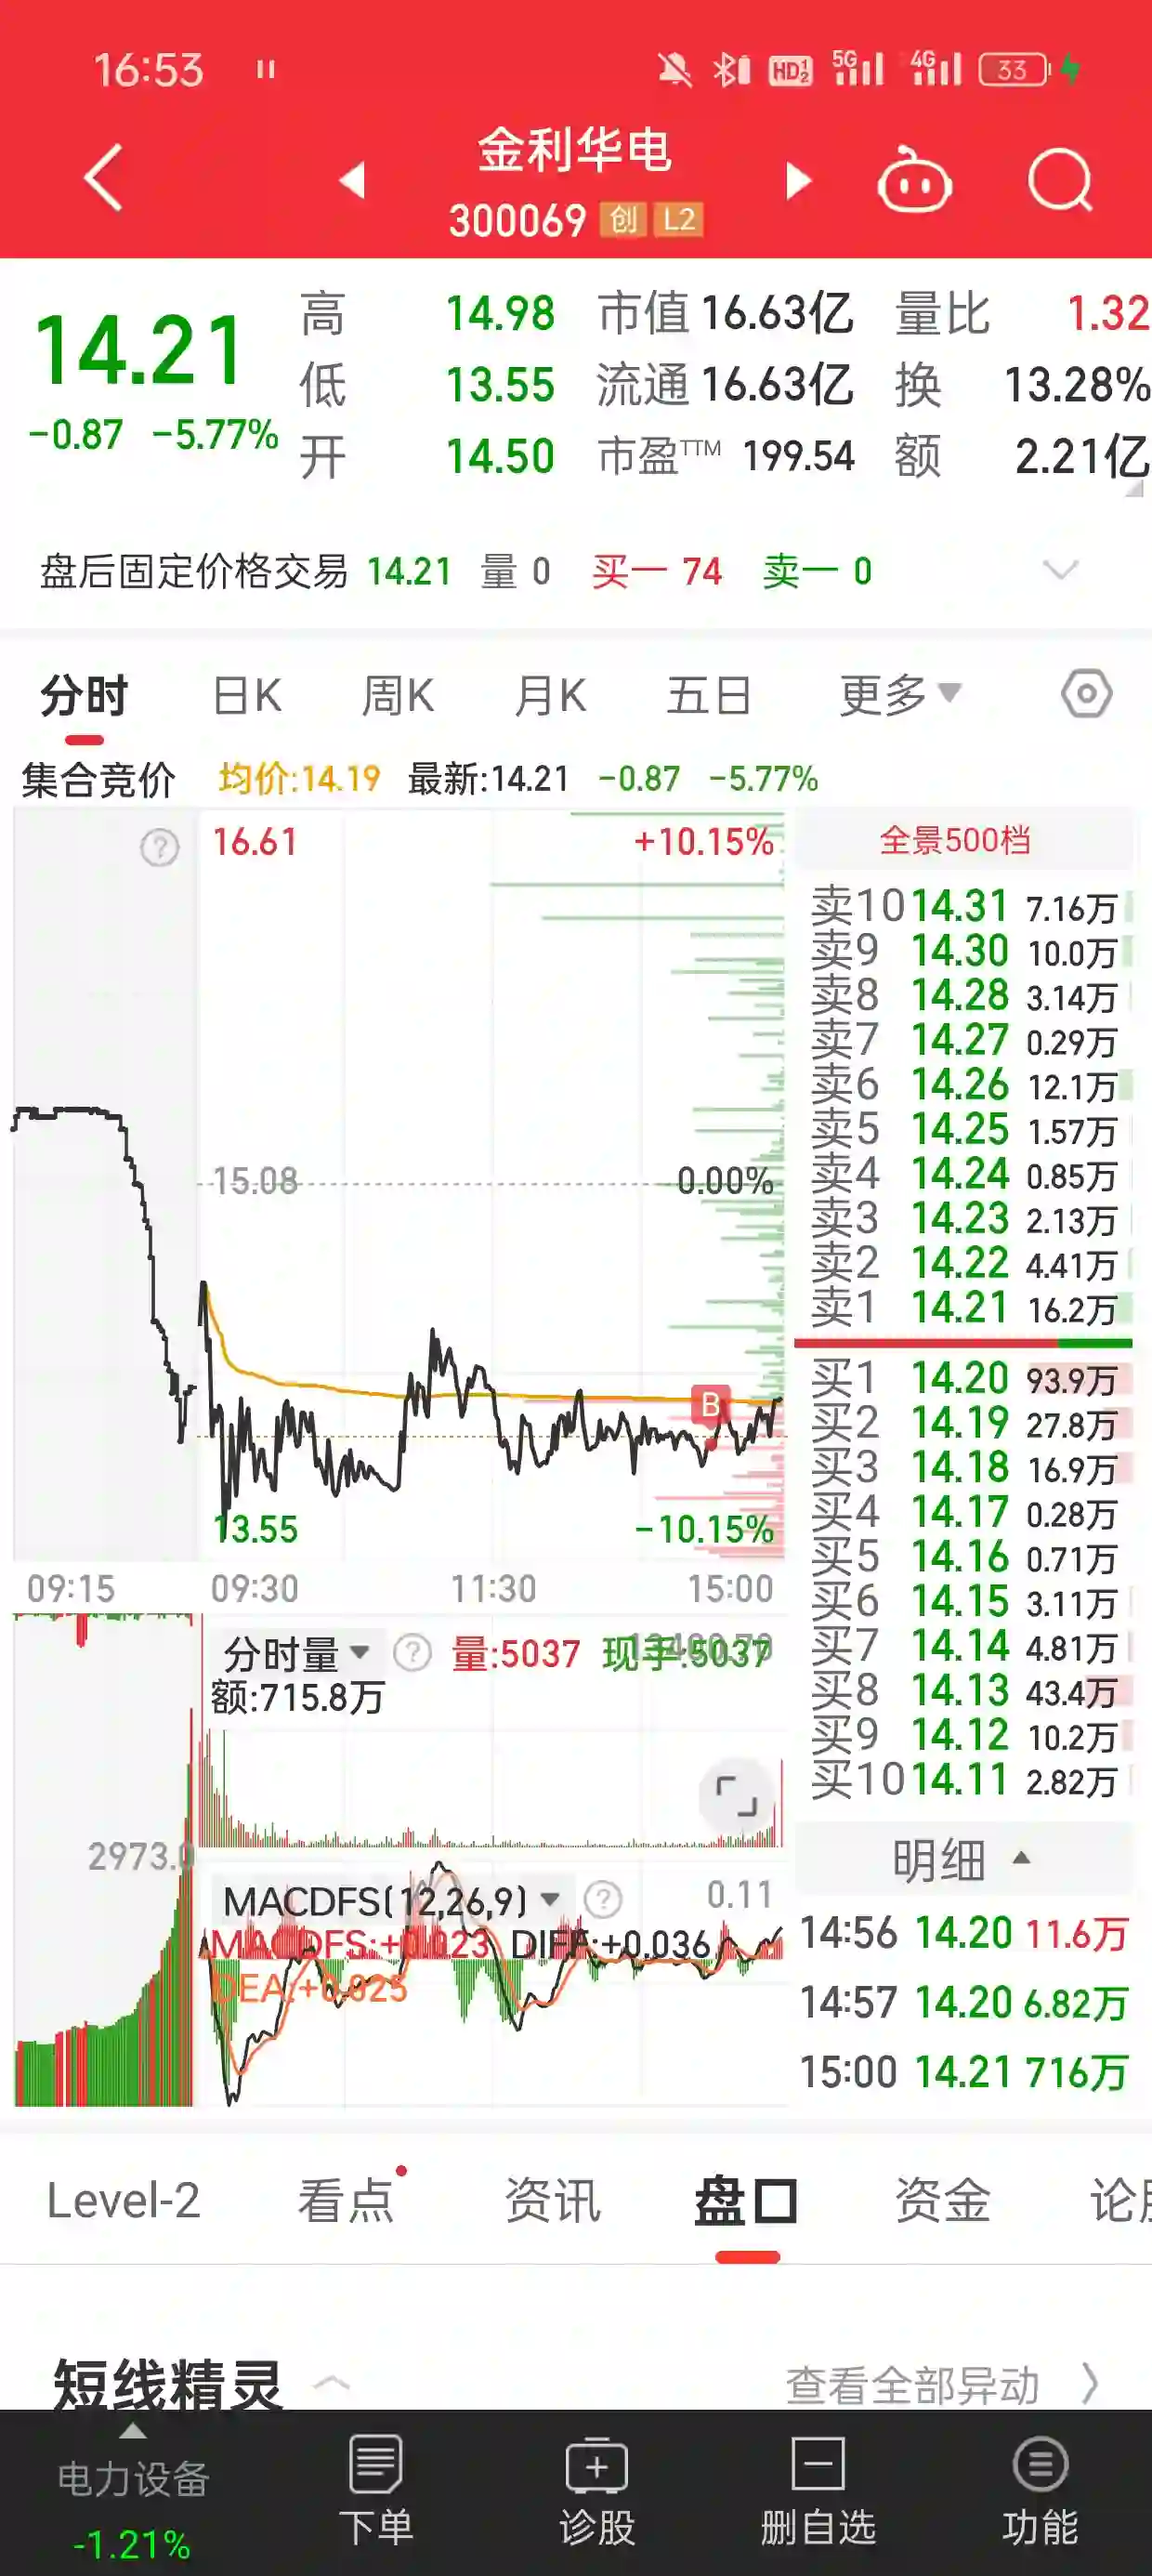 16:53
HD 1 2 5G 4G 33
金利华电
300069 创 L2
14.21
-0.87 -5.77%
高 14.98 市值 16.63亿 量比 1.32
低 13.55 流通 16.63亿 换 13.28%
开 14.50 市盈TTM 199.54 额 2.21亿
盘后固定价格交易 14.21 量 0 买一 74 卖一 0
分时 日K 周K 月K 五日 更多
集合竞价 均价:14.19 最新:14.21 -0.87 -5.77%
16.61 +10.15%
15.08 0.00%
B
13.55 -10.15%
09:15 09:30 11:30 15:00
全景500档
卖10 14.31 7.16万
卖9 14.30 10.0万
卖8 14.28 3.14万
卖7 14.27 0.29万
卖6 14.26 12.1万
卖5 14.25 1.57万
卖4 14.24 0.85万
卖3 14.23 2.13万
卖2 14.22 4.41万
卖1 14.21 16.2万
买1 14.20 93.9万
买2 14.19 27.8万
买3 14.18 16.9万
买4 14.17 0.28万
买5 14.16 0.71万
买6 14.15 3.11万
买7 14.14 4.81万
买8 14.13 43.4万
买9 14.12 10.2万
买10 14.11 2.82万
分时量 ? 量:5037 现手:5037
额:715.8万
2973.0
MACDFS(12,26,9) ? 0.11
MACDFS:+0.023 DIFF:+0.036
DEA:+0.025
明细
14:56 14.20 11.6万
14:57 14.20 6.82万
15:00 14.21 716万
Level-2 看点 资讯 盘口 资金
短线精灵 查看全部异动
电力设备
-1.21%
下单 诊股 删自选 功能